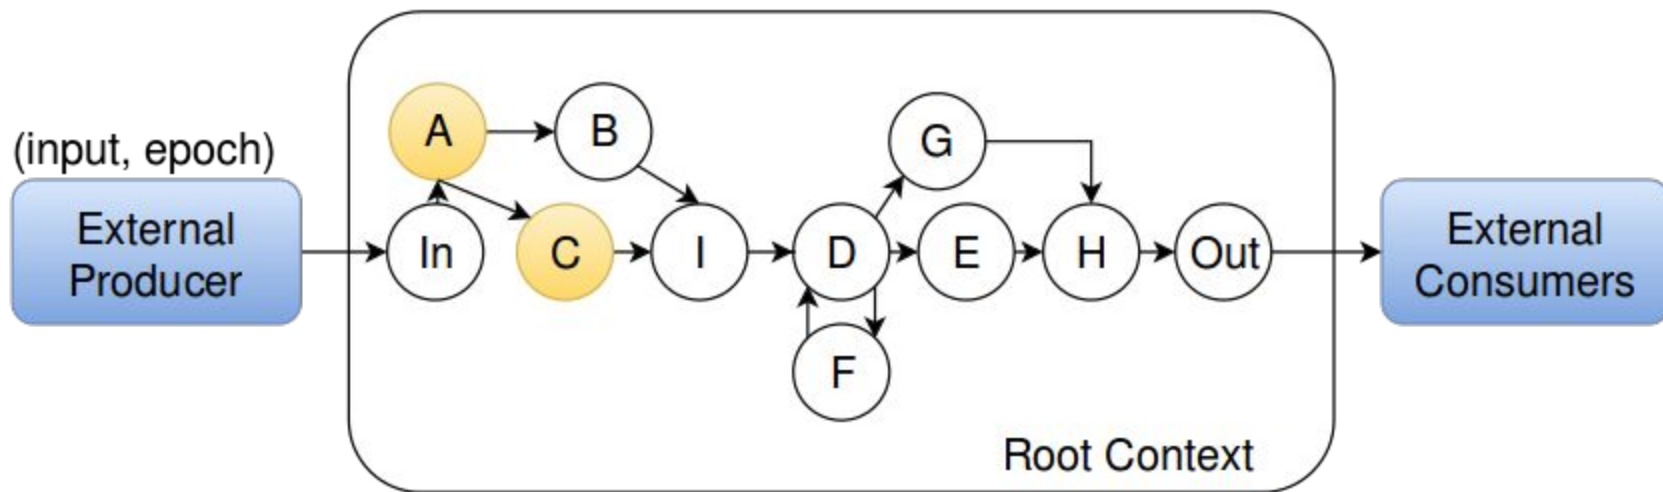 (input, epoch)
External
Producer
A
B
In
C
I
D
G
E
F
H
Out
External
Consumers
Root Context